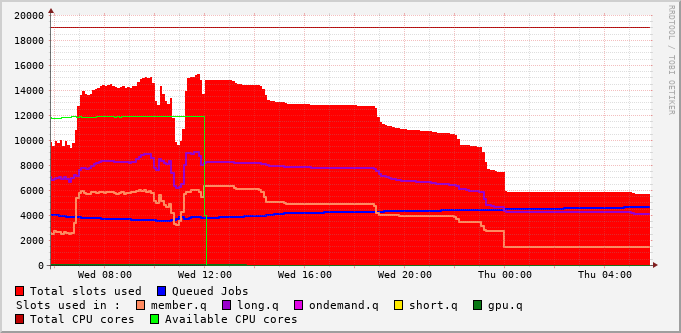 RRDTOOL / TOBI OETIKER
20000
18000
16000
14000
12000
10000
8000
6000
4000
2000
0
Wed 08:00 Wed 12:00 Wed 16:00 Wed 20:00 Thu 00:00 Thu 04:00
Total slots used Queued Jobs
Slots used in : member.q long.q ondemand.q short.q gpu.q
Total CPU cores Available CPU cores